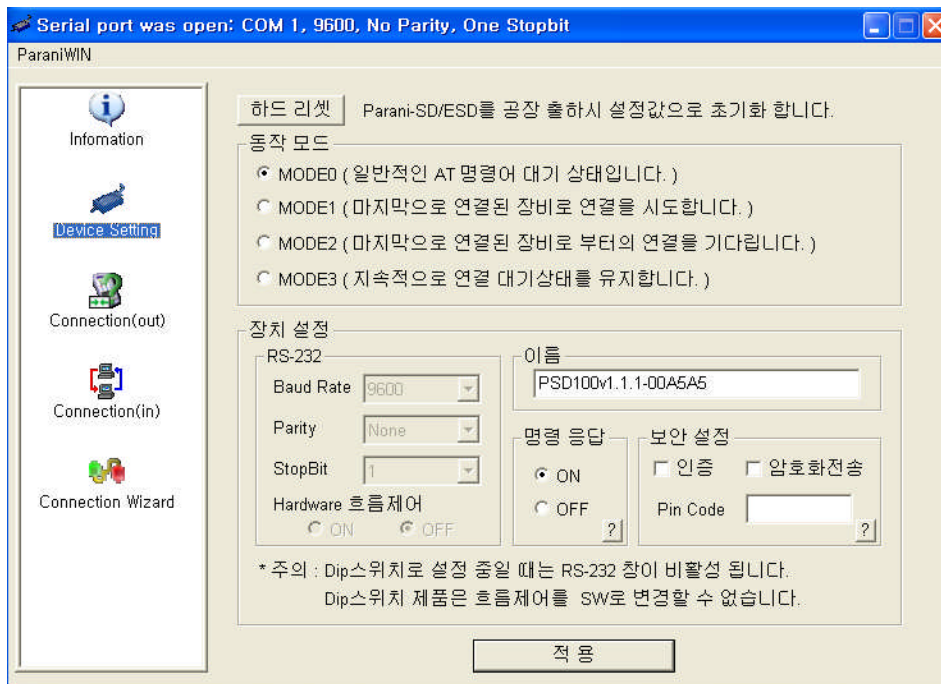 Serial port was open: COM 1, 9600, No Parity, One Stopbit
ParaniWIN
Infomation
Device Setting
Connection(out)
Connection(in)
Connection Wizard
하드 리셋 Parani-SD/ESD를 공장 출하시 설정값으로 초기화 합니다.
동작 모드
MODE0 ( 일반적인 AT 명령어 대기 상태입니다. )
MODE1 ( 마지막으로 연결된 장비로 연결을 시도합니다. )
MODE2 ( 마지막으로 연결된 장비로 부터의 연결을 기다립니다. )
MODE3 ( 지속적으로 연결 대기상태를 유지합니다. )
장치 설정
RS-232
Baud Rate 9600
Parity None
StopBit 1
Hardware 흐름제어
ON OFF
이름
PSD100v1.1.1-00A5A5
명령 응답
ON
OFF
?
보안 설정
인증 암호화전송
Pin Code
?
* 주의 : Dip스위치로 설정 중일 때는 RS-232 창이 비활성 됩니다.
Dip스위치 제품은 흐름제어를 SW로 변경할 수 없습니다.
적 용